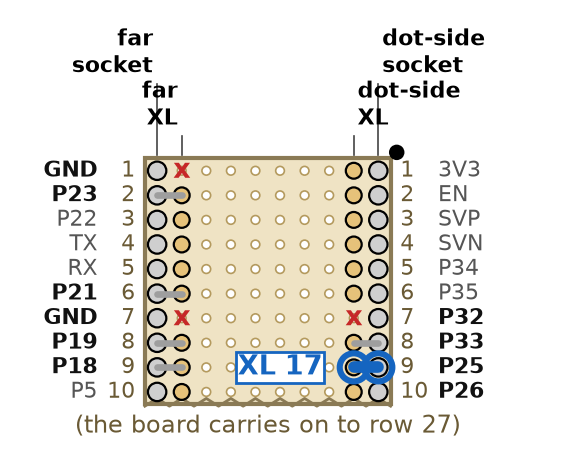 far
socket
far
XL
dot-side
socket
dot-side
XL
GND 1 X 1 3V3
P23 2 2 EN
P22 3 3 SVP
TX 4 4 SVN
RX 5 5 P34
P21 6 6 P35
GND 7 X X 7 P32
P19 8 8 P33
P18 9 XL 17 9 P25
P5 10 10 P26
(the board carries on to row 27)